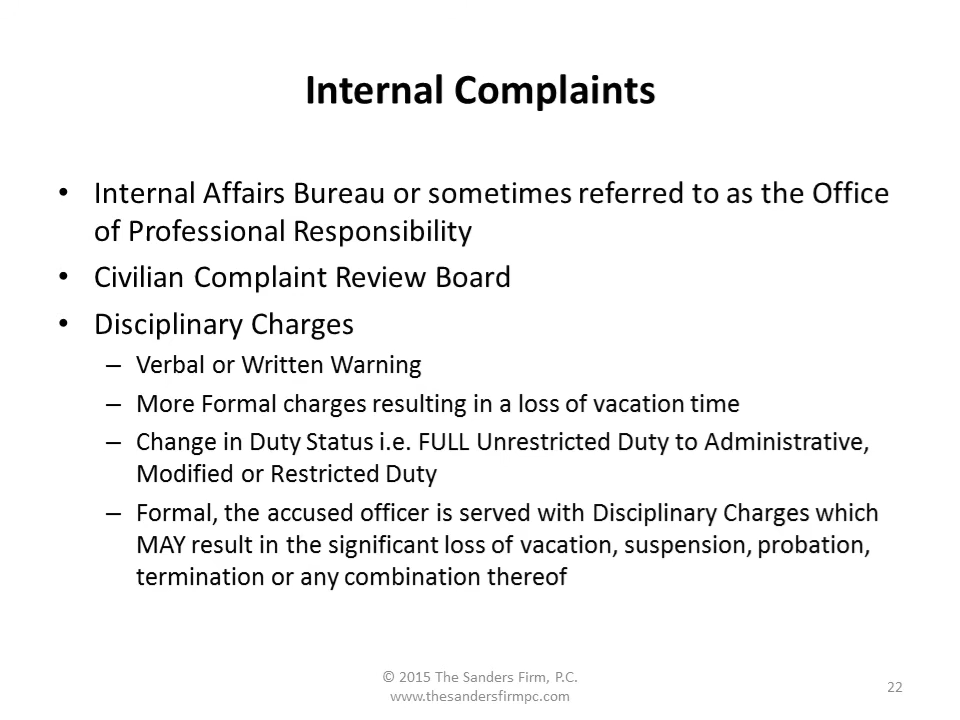 Internal Complaints
• Internal Affairs Bureau or sometimes referred to as the Office
of Professional Responsibility
• Civilian Complaint Review Board
• Disciplinary Charges
– Verbal or Written Warning
– More Formal charges resulting in a loss of vacation time
– Change in Duty Status i.e. FULL Unrestricted Duty to Administrative,
Modified or Restricted Duty
– Formal, the accused officer is served with Disciplinary Charges which
MAY result in the significant loss of vacation, suspension, probation,
termination or any combination thereof
© 2015 The Sanders Firm, P.C.
www.thesandersfirmpc.com
22